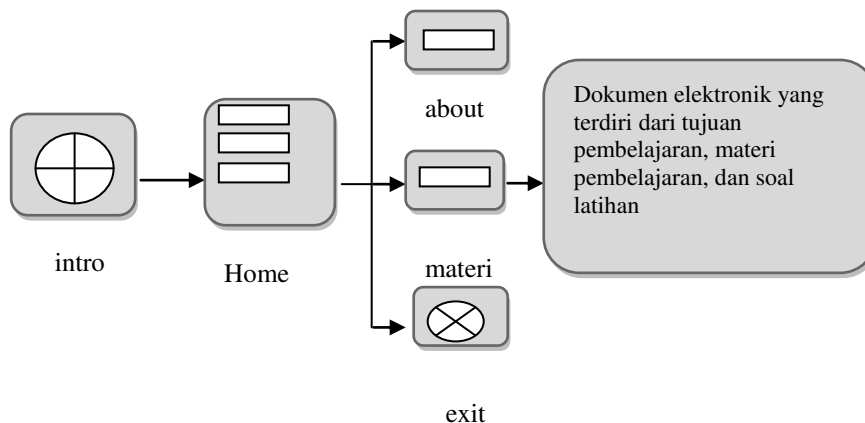 intro
Home
about
materi
exit
Dokumen elektronik yang
terdiri dari tujuan
pembelajaran, materi
pembelajaran, dan soal
latihan